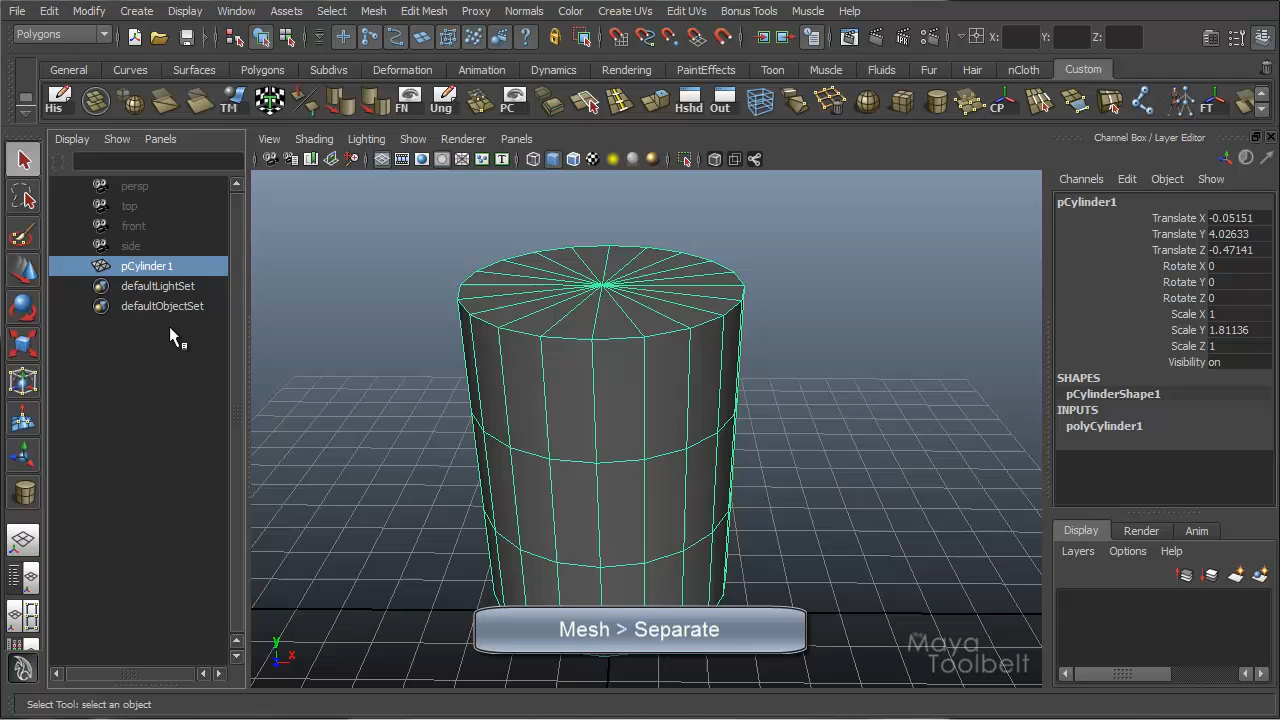 File Edit Modify Create Display Window Assets Select Mesh Edit Mesh Proxy Normals Color Create UVs Edit UVs Bonus Tools Muscle Help
Polygons X: Y: Z:
General Curves Surfaces Polygons Subdivs Deformation Animation Dynamics Rendering PaintEffects Toon Muscle Fluids Fur Hair nCloth Custom
His TM FN Ung PC Hshd Out CP FT
Display Show Panels
View Shading Lighting Show Renderer Panels
Channel Box / Layer Editor
Channels Edit Object Show
persp
top
front
side
pCylinder1
defaultLightSet
defaultObjectSet
pCylinder1
Translate X -0.05151
Translate Y 4.02633
Translate Z -0.47141
Rotate X 0
Rotate Y 0
Rotate Z 0
Scale X 1
Scale Y 1.81136
Scale Z 1
Visibility on
SHAPES
pCylinderShape1
INPUTS
polyCylinder1
Display Render Anim
Layers Options Help
Mesh > Separate
y
x
the
Maya
Toolbelt
Select Tool: select an object